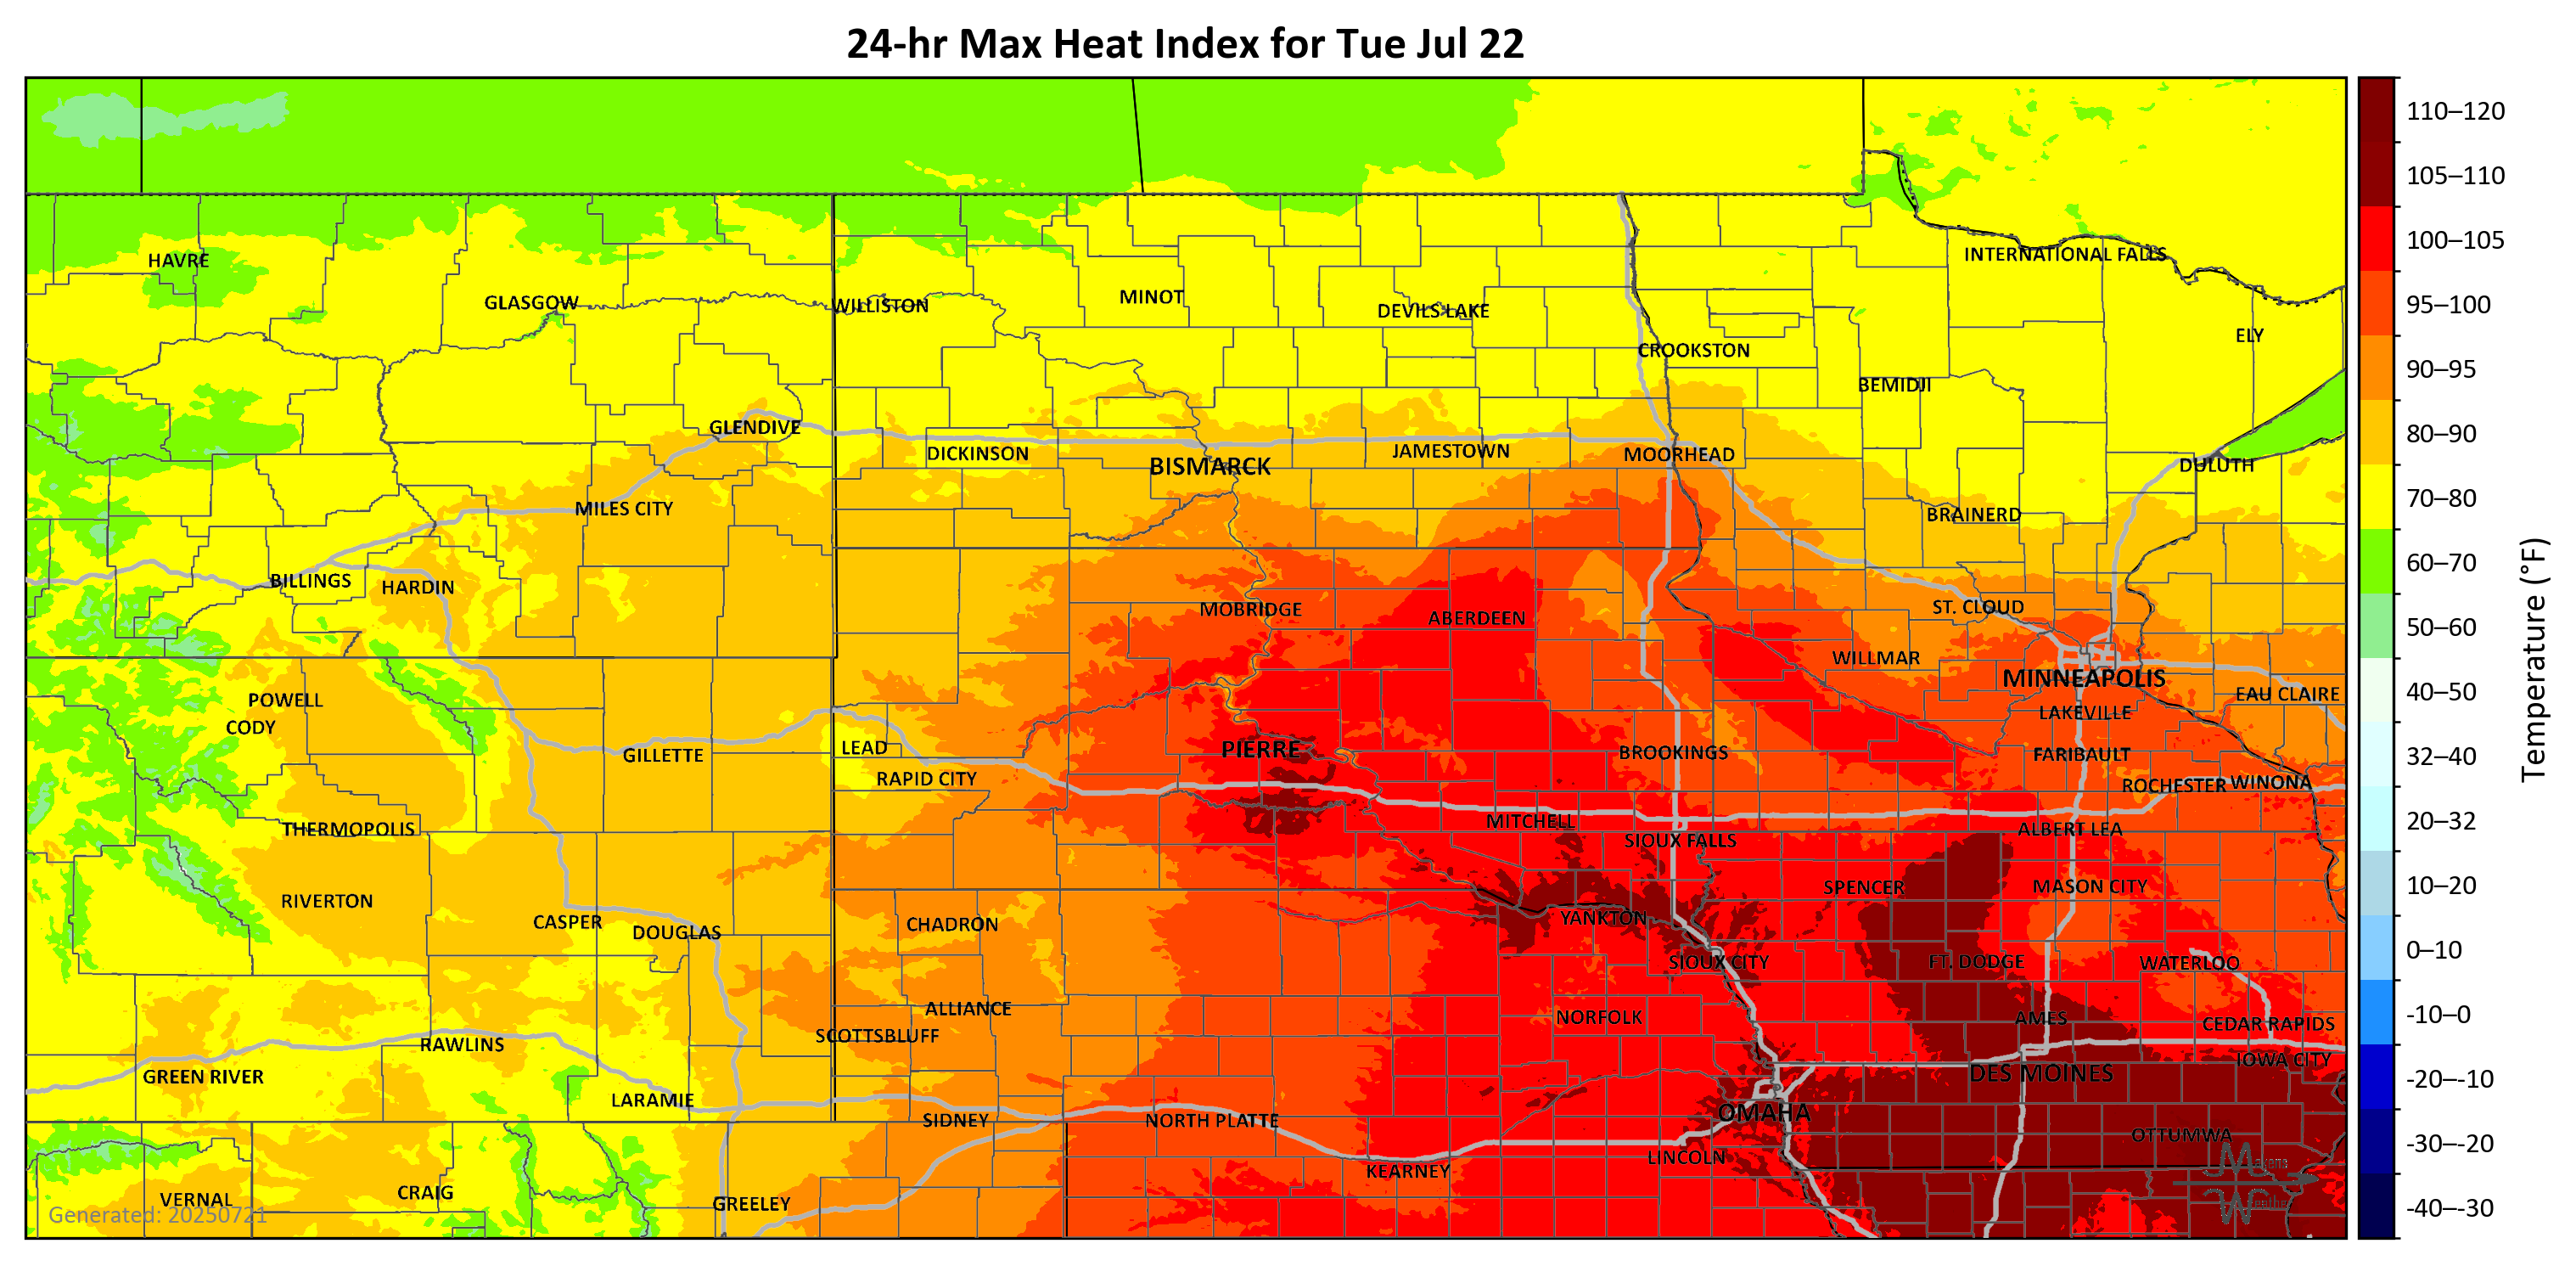 24-hr Max Heat Index for Tue Jul 22
110–120
105–110
100–105
95–100
90–95
80–90
70–80
60–70
50–60
40–50
32–40
20–32
10–20
0–10
-10–0
-20–-10
-30–-20
-40–-30
Temperature (°F)
HAVRE
INTERNATIONAL FALLS
GLASGOW
WILLISTON
MINOT
DEVILS LAKE
ELY
CROOKSTON
BEMIDJI
GLENDIVE
DICKINSON
BISMARCK
JAMESTOWN
MOORHEAD
DULUTH
MILES CITY
BRAINERD
BILLINGS
HARDIN
MOBRIDGE
ABERDEEN
ST. CLOUD
WILLMAR
MINNEAPOLIS
POWELL
EAU CLAIRE
CODY
LAKEVILLE
GILLETTE
LEAD
PIERRE
BROOKINGS
FARIBAULT
RAPID CITY
ROCHESTER
WINONA
THERMOPOLIS
MITCHELL
SIOUX FALLS
ALBERT LEA
RIVERTON
SPENCER
MASON CITY
CASPER
DOUGLAS
CHADRON
YANKTON
SIOUX CITY
FT. DODGE
WATERLOO
ALLIANCE
NORFOLK
AMES
CEDAR RAPIDS
SCOTTSBLUFF
RAWLINS
IOWA CITY
GREEN RIVER
DES MOINES
LARAMIE
SIDNEY
NORTH PLATTE
OMAHA
OTTUMWA
LINCOLN
KEARNEY
VERNAL
CRAIG
GREELEY
Generated: 20250721